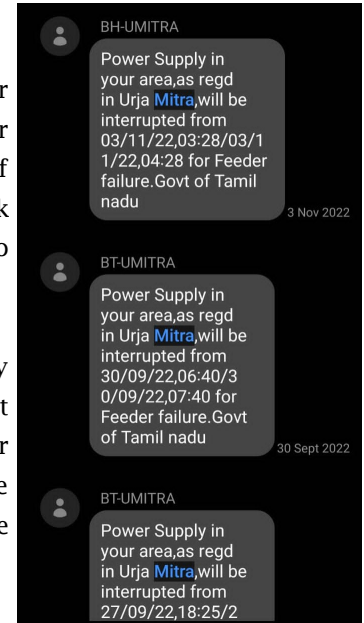 BH-UMITRA
Power Supply in
your area,as regd
in Urja Mitra,will be
interrupted from
03/11/22,03:28/03/1
1/22,04:28 for Feeder
failure.Govt of Tamil
nadu
3 Nov 2022
BT-UMITRA
Power Supply in
your area,as regd
in Urja Mitra,will be
interrupted from
30/09/22,06:40/3
0/09/22,07:40 for
Feeder failure.Govt
of Tamil nadu
30 Sept 2022
BT-UMITRA
Power Supply in
your area,as regd
in Urja Mitra,will be
interrupted from
27/09/22,18:25/2